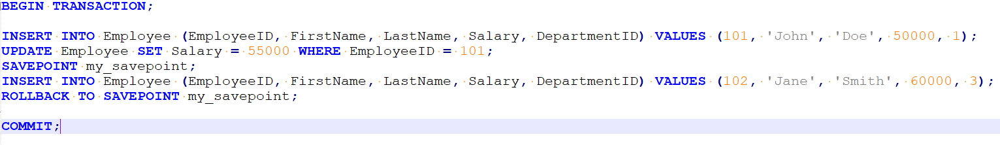 BEGIN TRANSACTION;
INSERT INTO Employee (EmployeeID, FirstName, LastName, Salary, DepartmentID) VALUES (101, 'John', 'Doe', 50000, 1);
UPDATE Employee SET Salary = 55000 WHERE EmployeeID = 101;
SAVEPOINT my_savepoint;
INSERT INTO Employee (EmployeeID, FirstName, LastName, Salary, DepartmentID) VALUES (102, 'Jane', 'Smith', 60000, 3);
ROLLBACK TO SAVEPOINT my_savepoint;
COMMIT;